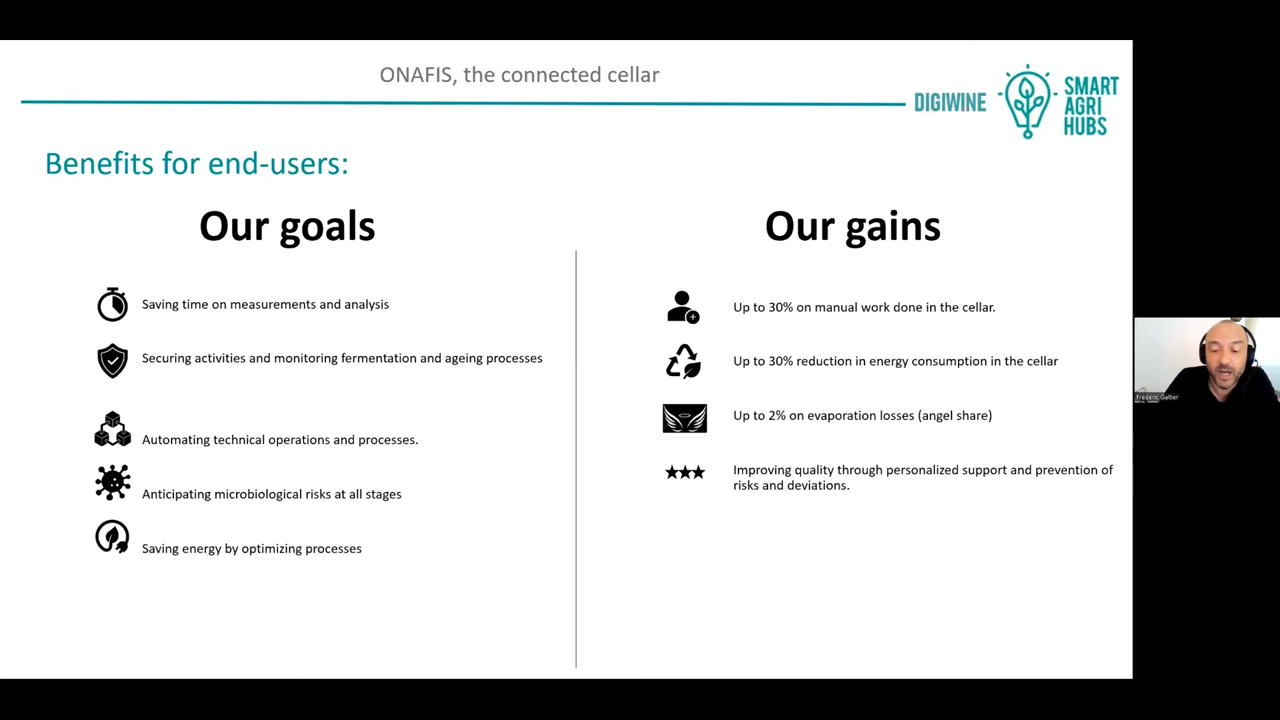 ONAFIS, the connected cellar
DIGIWINE
SMART
AGRI
HUBS
Benefits for end-users:
Our goals
Saving time on measurements and analysis
Securing activities and monitoring fermentation and ageing processes
Automating technical operations and processes.
Anticipating microbiological risks at all stages
Saving energy by optimizing processes
Our gains
Up to 30% on manual work done in the cellar.
Up to 30% reduction in energy consumption in the cellar
Up to 2% on evaporation losses (angel share)
Improving quality through personalized support and prevention of
risks and deviations.
Frédéric Galtier